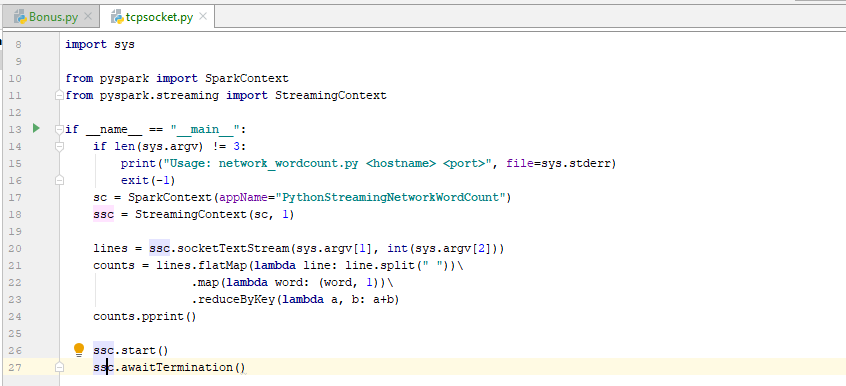 Bonus.py tcpsocket.py
8 import sys
9
10 from pyspark import SparkContext
11 from pyspark.streaming import StreamingContext
12
13 if __name__ == "__main__":
14     if len(sys.argv) != 3:
15         print("Usage: network_wordcount.py <hostname> <port>", file=sys.stderr)
16         exit(-1)
17     sc = SparkContext(appName="PythonStreamingNetworkWordCount")
18     ssc = StreamingContext(sc, 1)
19
20     lines = ssc.socketTextStream(sys.argv[1], int(sys.argv[2]))
21     counts = lines.flatMap(lambda line: line.split(" "))\
22                   .map(lambda word: (word, 1))\
23                   .reduceByKey(lambda a, b: a+b)
24     counts.pprint()
25
26     ssc.start()
27     ssc.awaitTermination()